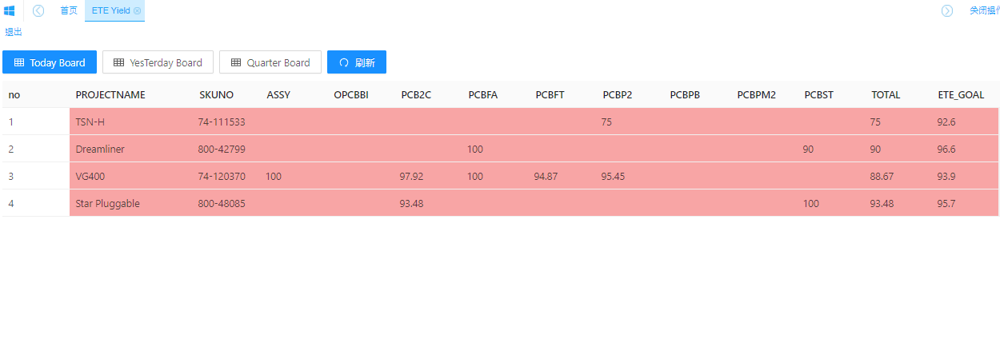 首页 ETE Yield 关闭操作
退出
Today Board YesTerday Board Quarter Board 刷新
no PROJECTNAME SKUNO ASSY OPCBBI PCB2C PCBFA PCBFT PCBP2 PCBPB PCBPM2 PCBST TOTAL ETE_GOAL
1 TSN-H 74-111533 75 75 92.6
2 Dreamliner 800-42799 100 90 90 96.6
3 VG400 74-120370 100 97.92 100 94.87 95.45 88.67 93.9
4 Star Pluggable 800-48085 93.48 100 93.48 95.7